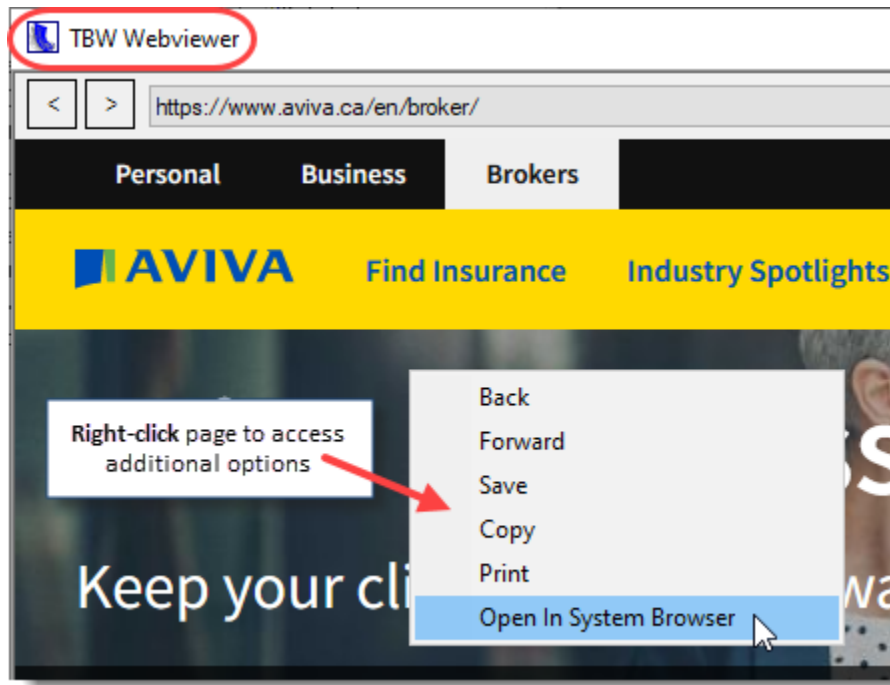 TBW Webviewer
< > https://www.aviva.ca/en/broker/
Personal Business Brokers
AVIVA Find Insurance Industry Spotlights
Right-click page to access
additional options
Back
Forward
Save
Copy
Print
Open In System Browser
Keep your